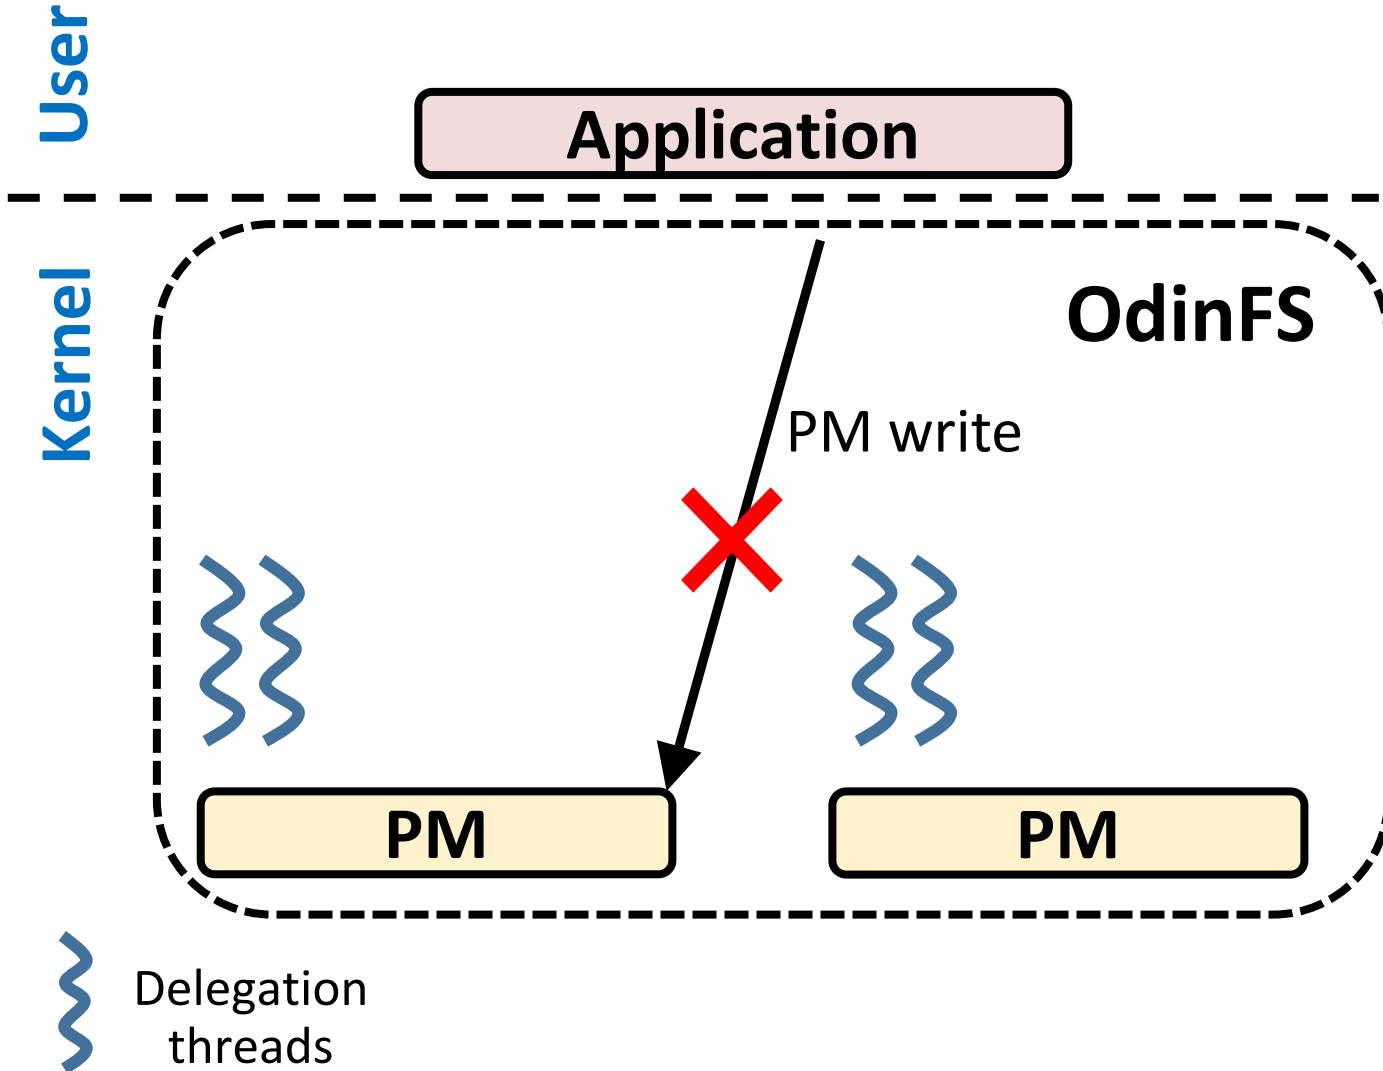 User
Application
Kernel
OdinFS
PM write
PM
PM
Delegation
threads